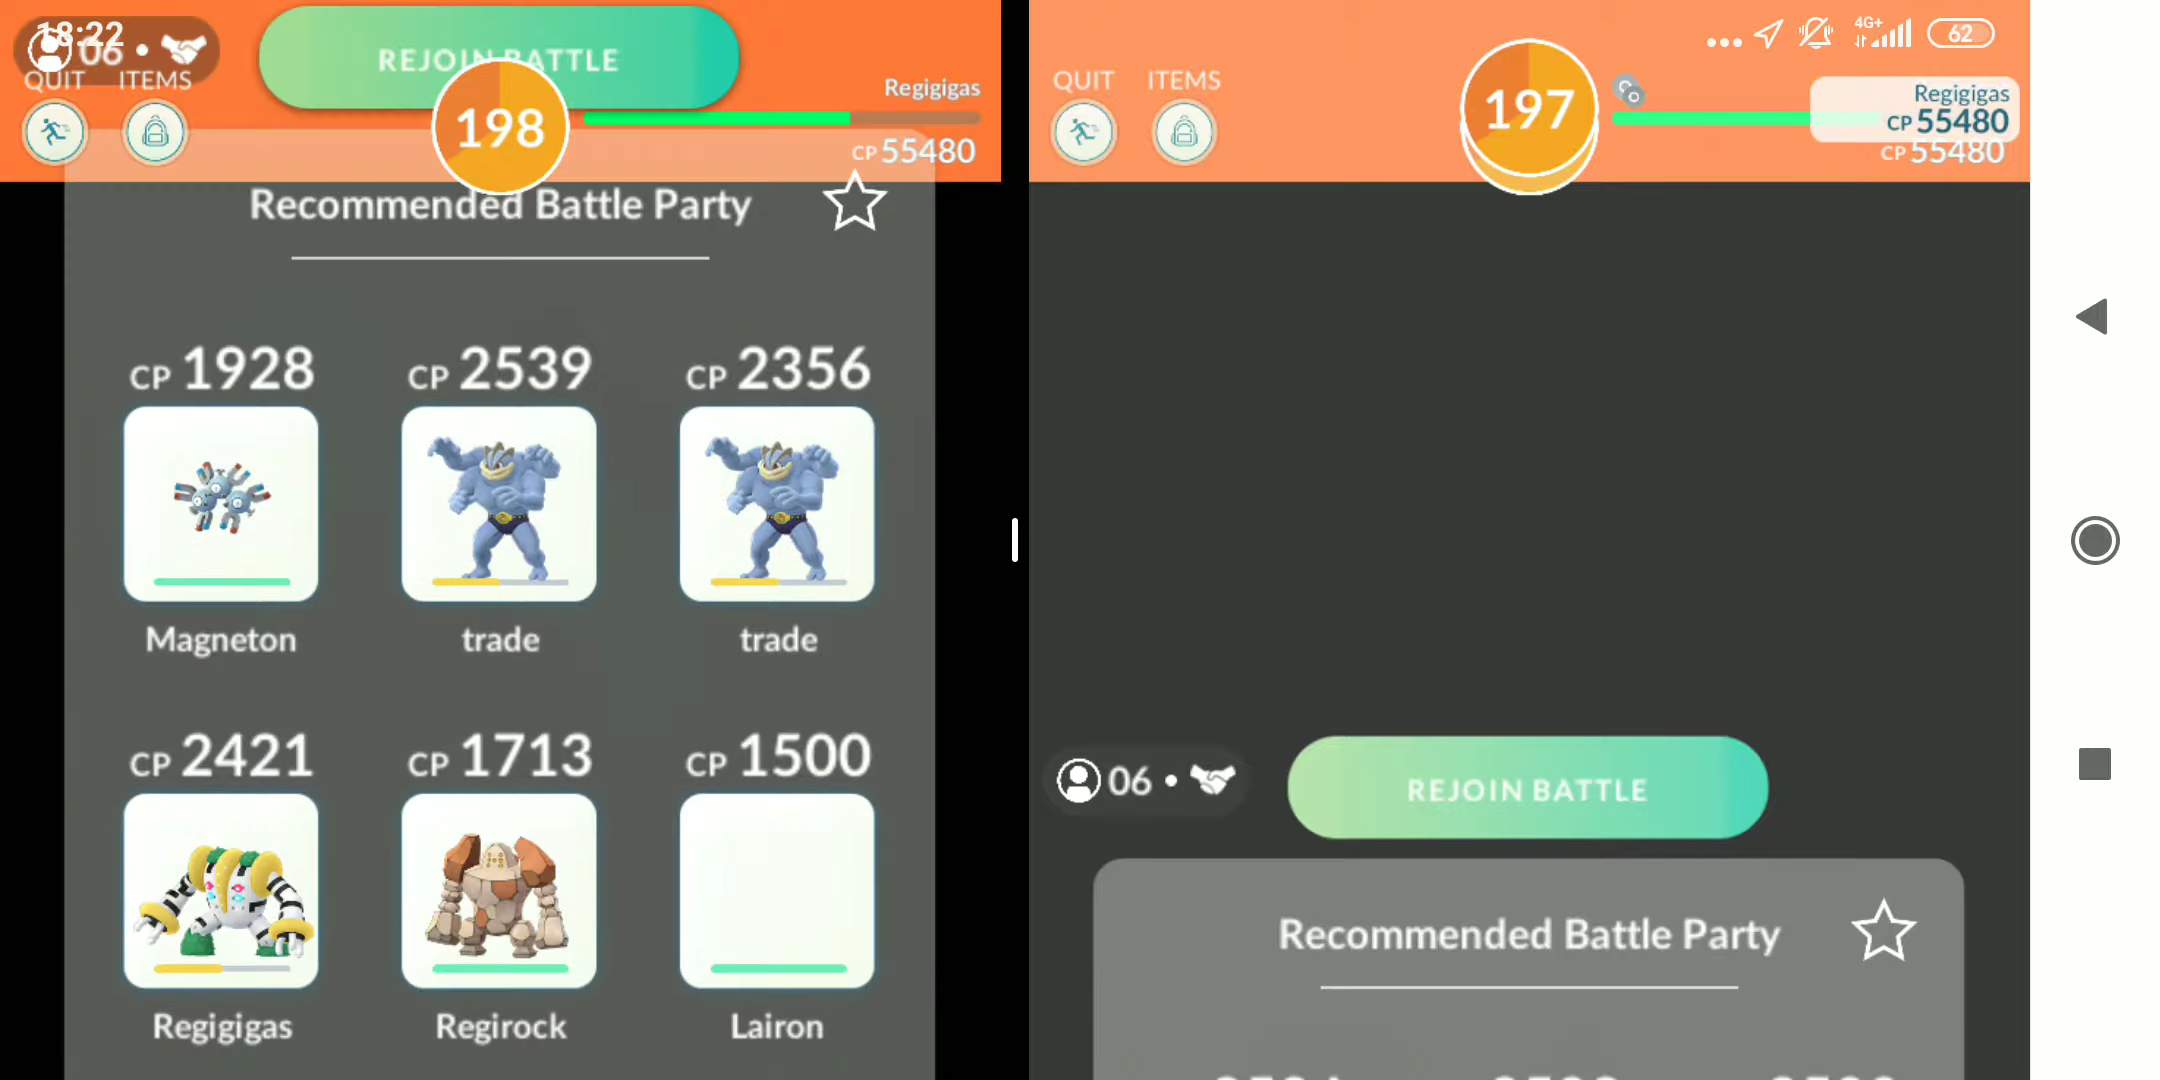 18:22
06 •
QUIT ITEMS
REJOIN BATTLE
198
Regigigas
CP 55480
Recommended Battle Party
CP 1928 CP 2539 CP 2356
Magneton trade trade
CP 2421 CP 1713 CP 1500
Regigigas Regirock Lairon
4G+
62
QUIT ITEMS
197
Regigigas
CP 55480
CP 55480
06 •
REJOIN BATTLE
Recommended Battle Party